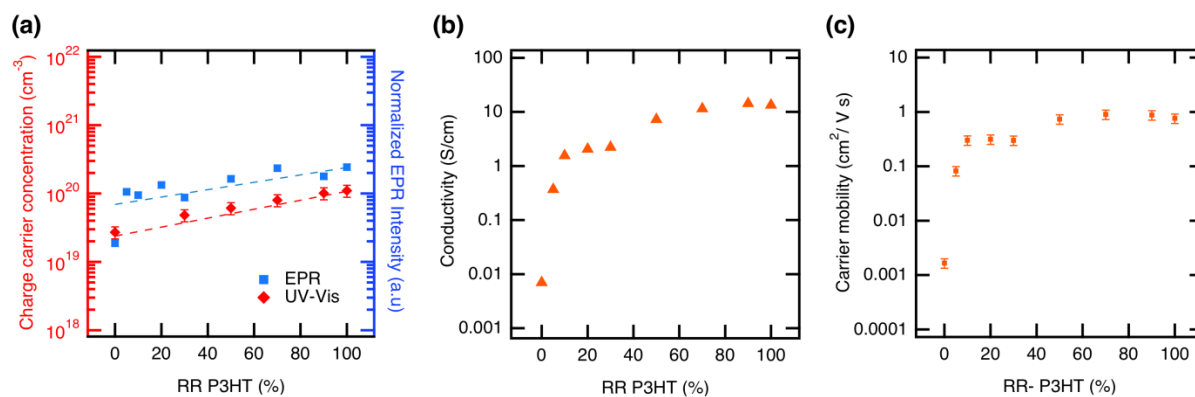 (a)
Charge carrier concentration (cm-3)
10^22
10^21
10^20
10^19
10^18
Normalized EPR Intensity (a.u)
EPR
UV-Vis
0 20 40 60 80 100
RR P3HT (%)
(b)
Conductivity (S/cm)
100
10
1
0.1
0.01
0.001
0 20 40 60 80 100
RR P3HT (%)
(c)
Carrier mobility (cm2/ V s)
10
1
0.1
0.01
0.001
0.0001
0 20 40 60 80 100
RR- P3HT (%)